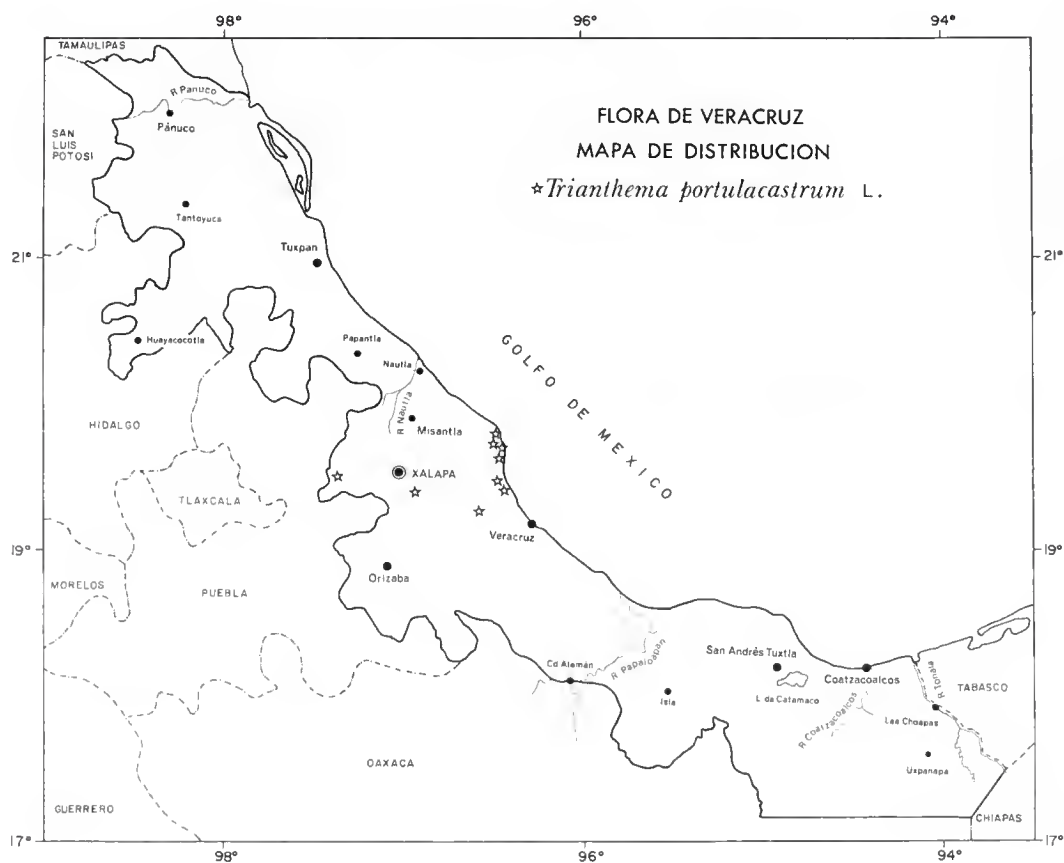 98°
96°
94°
TAMAULIPAS
R Panuco
Pánuco
SAN
LUIS
POTOSI
FLORA DE VERACRUZ
MAPA DE DISTRIBUCION
☆Trianthema portulacastrum L.
Tantoyuca
Tuxpan
21°
21°
Huayacocotla
Papantla
Nautla
R Nautla
Misantla
GOLFO DE MEXICO
HIDALGO
XALAPA
TLAXCALA
Veracruz
19°
19°
MORELOS
PUEBLA
Orizaba
Cd Alemán
R Papaloapan
Isla
San Andrés Tuxtla
L da Catamaco
Coatzacoalcos
R Coatzacoalcos
R Tonala
TABASCO
Las Choapas
Uxpanapa
OAXACA
GUERRERO
CHIAPAS
17°
17°
98°
96°
94°